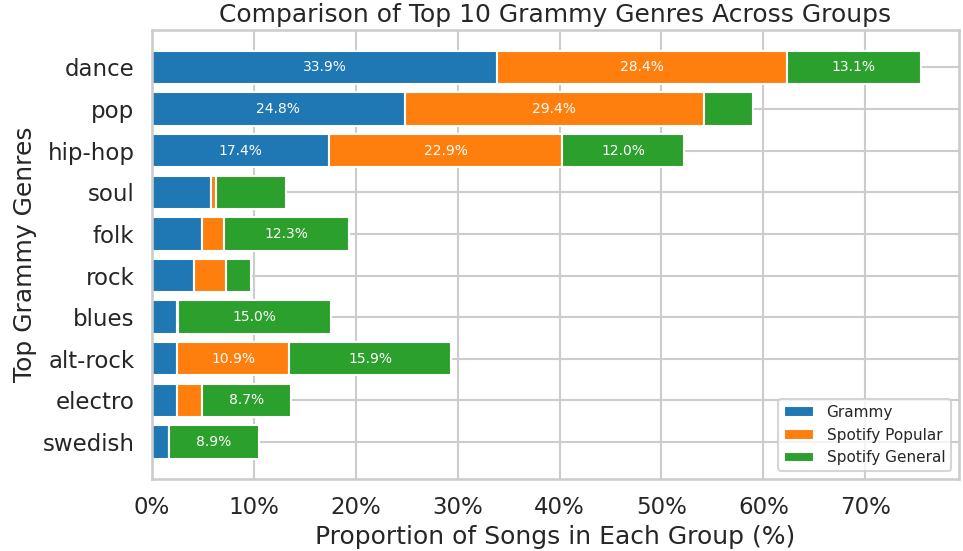 Comparison of Top 10 Grammy Genres Across Groups
Top Grammy Genres
dance
33.9%
28.4%
13.1%
pop
24.8%
29.4%
hip-hop
17.4%
22.9%
12.0%
soul
folk
12.3%
rock
blues
15.0%
alt-rock
10.9%
15.9%
electro
8.7%
swedish
8.9%
Grammy
Spotify Popular
Spotify General
0%
10%
20%
30%
40%
50%
60%
70%
Proportion of Songs in Each Group (%)